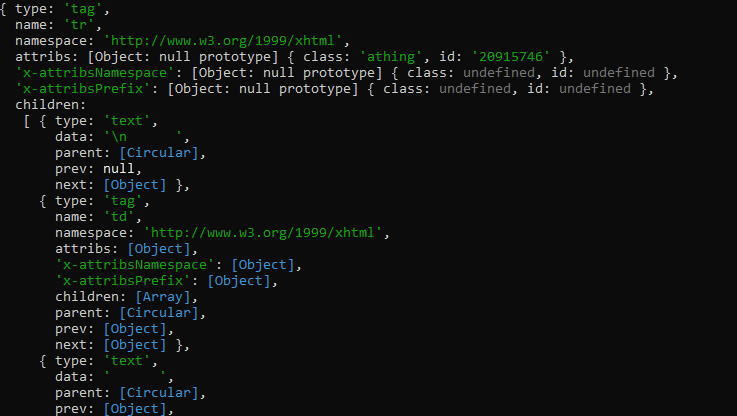 { type: 'tag',
  name: 'tr',
  namespace: 'http://www.w3.org/1999/xhtml',
  attribs: [Object: null prototype] { class: 'athing', id: '20915746' },
  'x-attribsNamespace': [Object: null prototype] { class: undefined, id: undefined },
  'x-attribsPrefix': [Object: null prototype] { class: undefined, id: undefined },
  children:
   [ { type: 'text',
       data: '\n      ',
       parent: [Circular],
       prev: null,
       next: [Object] },
     { type: 'tag',
       name: 'td',
       namespace: 'http://www.w3.org/1999/xhtml',
       attribs: [Object],
       'x-attribsNamespace': [Object],
       'x-attribsPrefix': [Object],
       children: [Array],
       parent: [Circular],
       prev: [Object],
       next: [Object] },
     { type: 'text',
       data: '      ',
       parent: [Circular],
       prev: [Object],